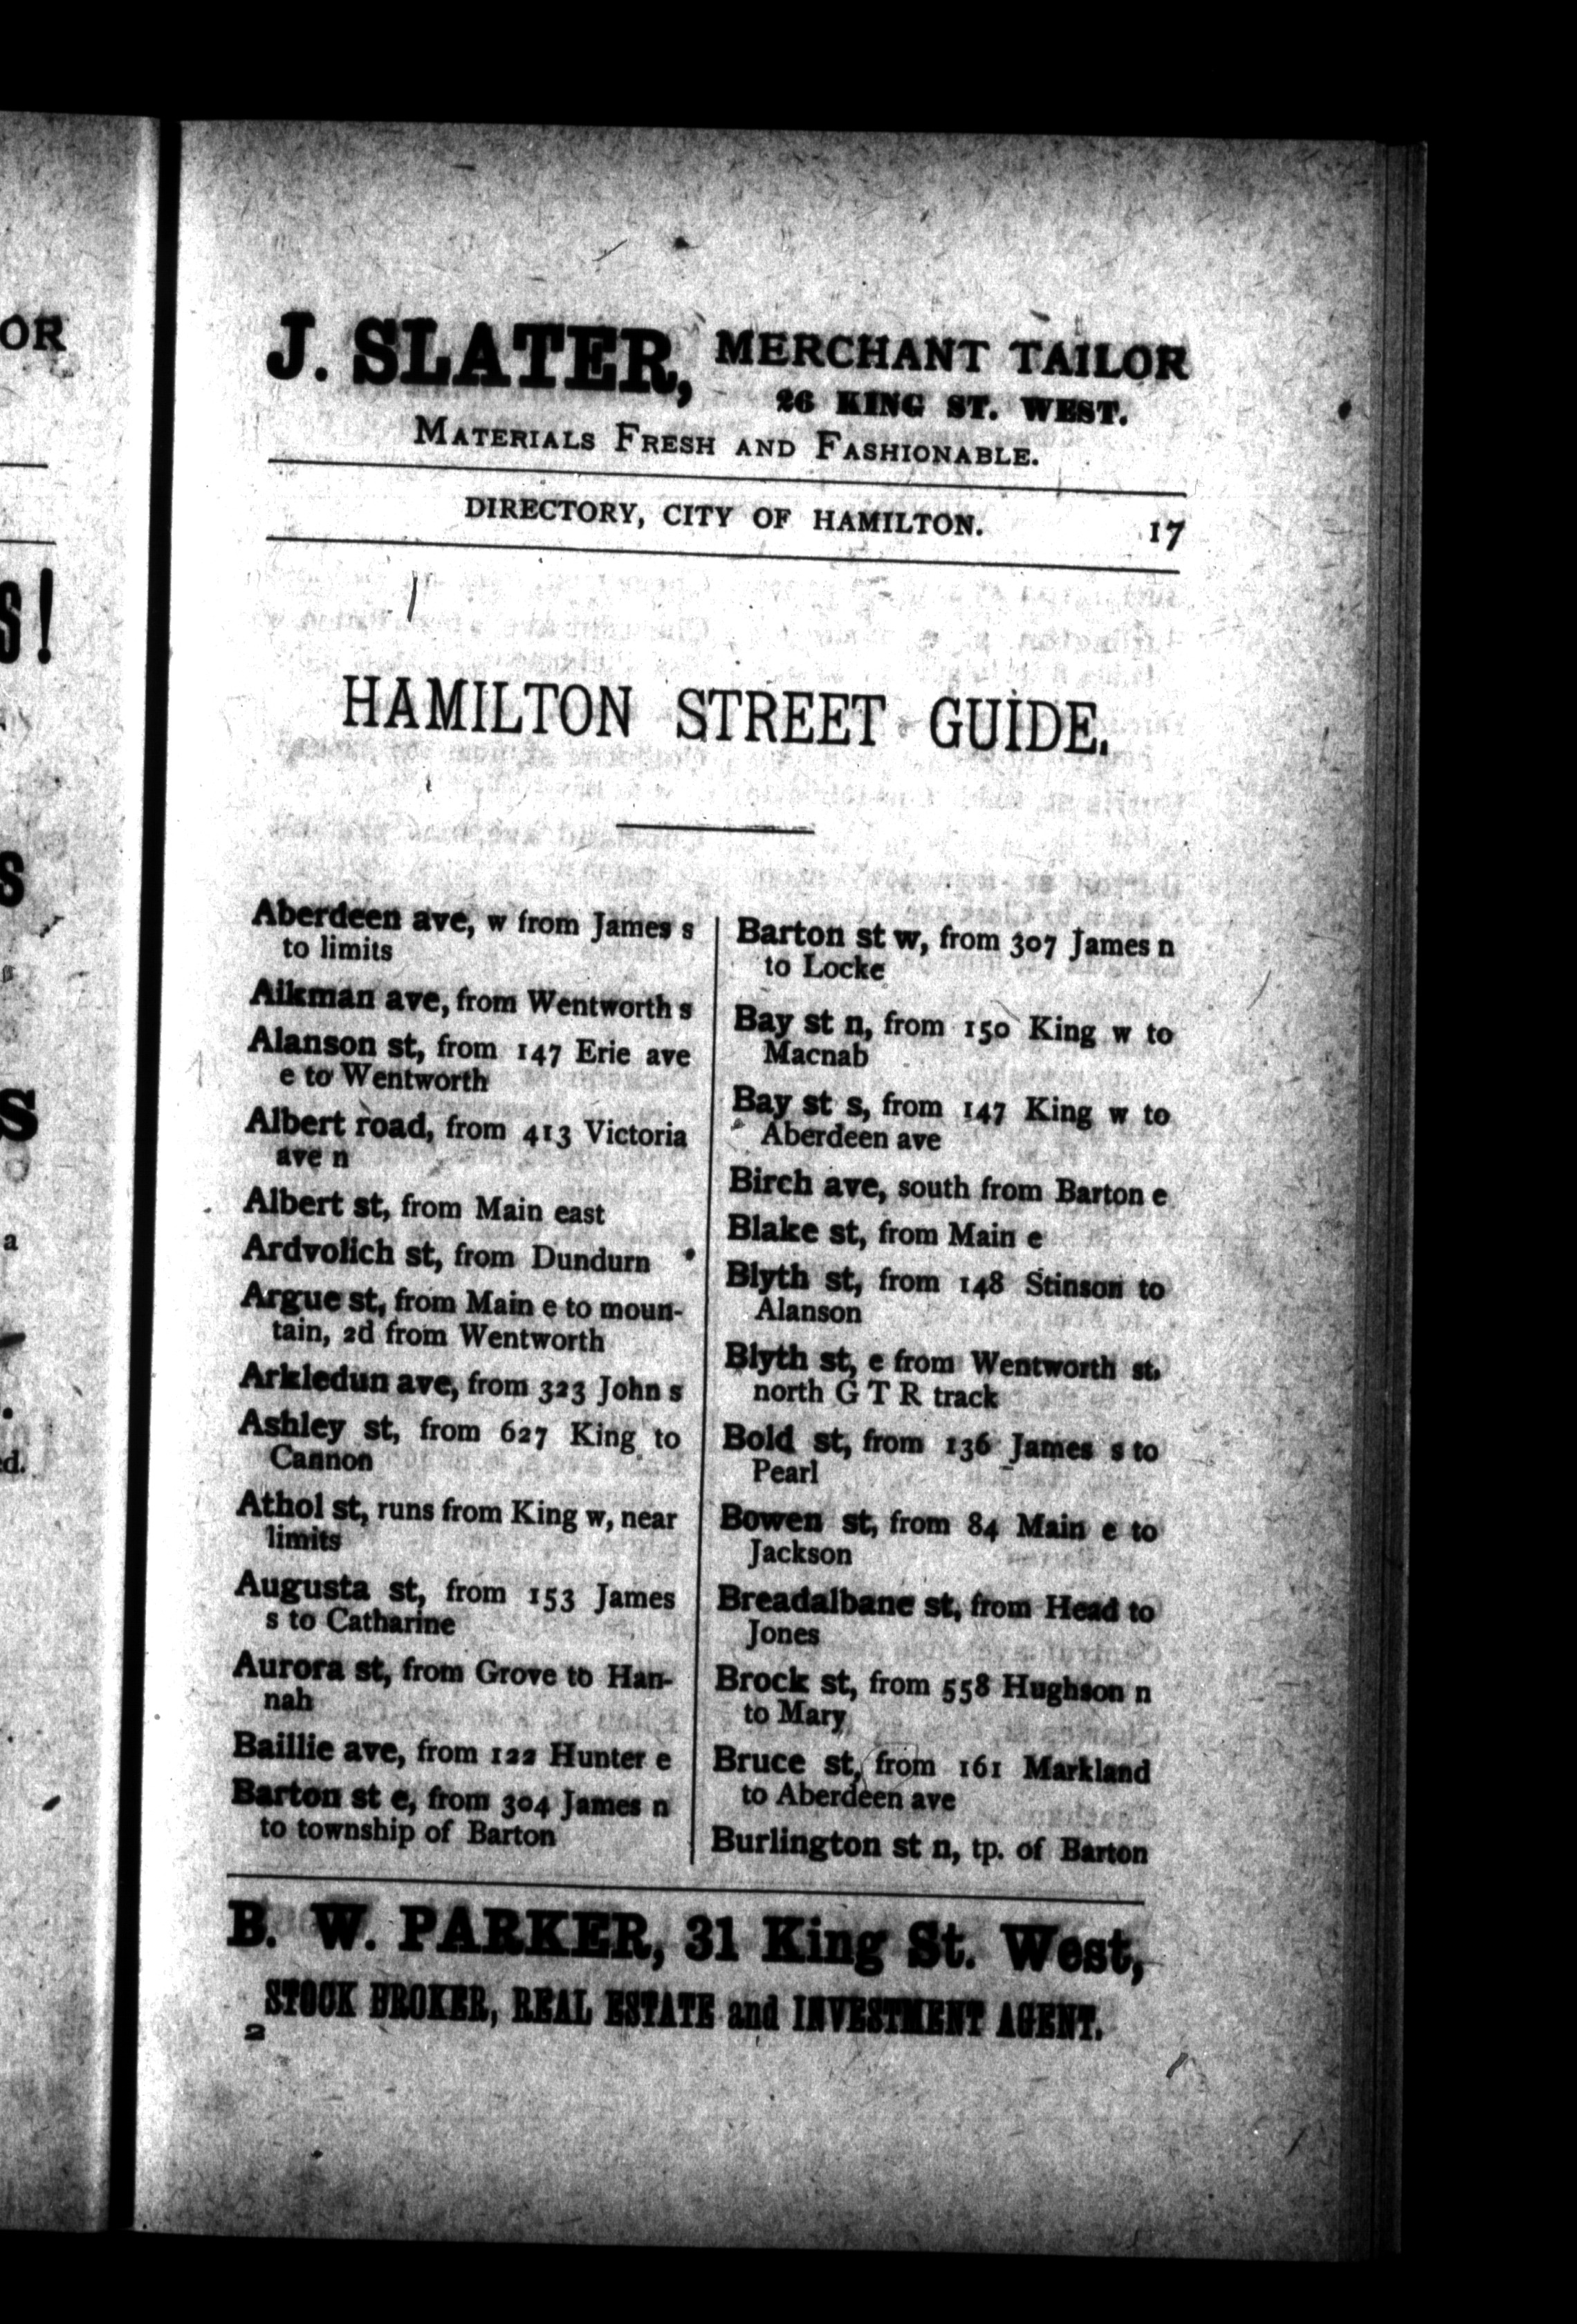 J. SLATER, MERCHANT TAILOR
26 KING ST. WEST.
MATERIALS FRESH AND FASHIONABLE.
DIRECTORY, CITY OF HAMILTON. 17
HAMILTON STREET GUIDE.
Aberdeen ave, w from James s
to limits
Aikman ave, from Wentworth s
Alanson st, from 147 Erie ave
e to Wentworth
Albert road, from 413 Victoria
ave n
Albert st, from Main east
Ardvolich st, from Dundurn
Argue st, from Main e to moun-
tain, 2d from Wentworth
Arkledun ave, from 323 John s
Ashley st, from 627 King to
Cannon
Athol st, runs from King w, near
limits
Augusta st, from 153 James
s to Catharine
Aurora st, from Grove to Han-
nah
Baillie ave, from 122 Hunter e
Barton st e, from 304 James n
to township of Barton
Barton st w, from 307 James n
to Locke
Bay st n, from 150 King w to
Macnab
Bay st s, from 147 King w to
Aberdeen ave
Birch ave, south from Barton e
Blake st, from Main e
Blyth st, from 148 Stinson to
Alanson
Blyth st, e from Wentworth st,
north G T R track
Bold st, from 136 James s to
Pearl
Bowen st, from 84 Main e to
Jackson
Breadalbane st, from Head to
Jones
Brock st, from 558 Hughson n
to Mary
Bruce st, from 161 Markland
to Aberdeen ave
Burlington st n, tp. of Barton
B. W. PARKER, 31 King St. West,
STOCK BROKER, REAL ESTATE and INVESTMENT AGENT.
2